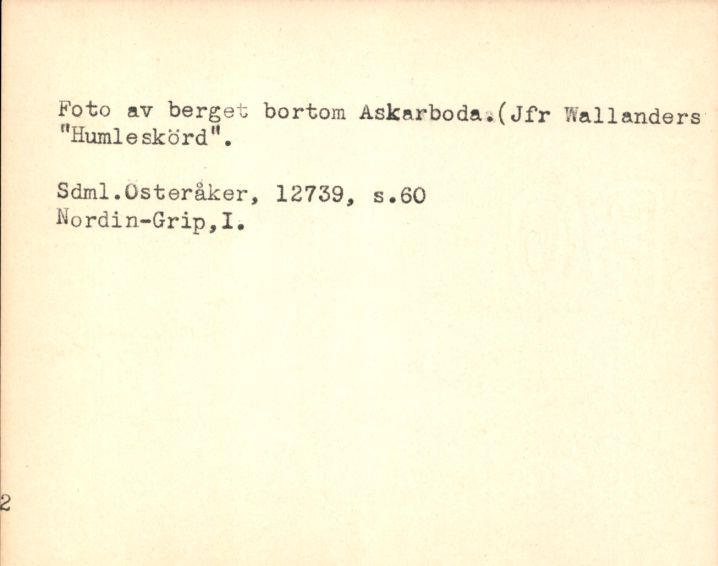 Foto av berget bortom Askarboda.(Jfr Wallanders
"Humleskörd".
Sdml.Österåker, 12739, s.60
Nordin-Grip,I.
2